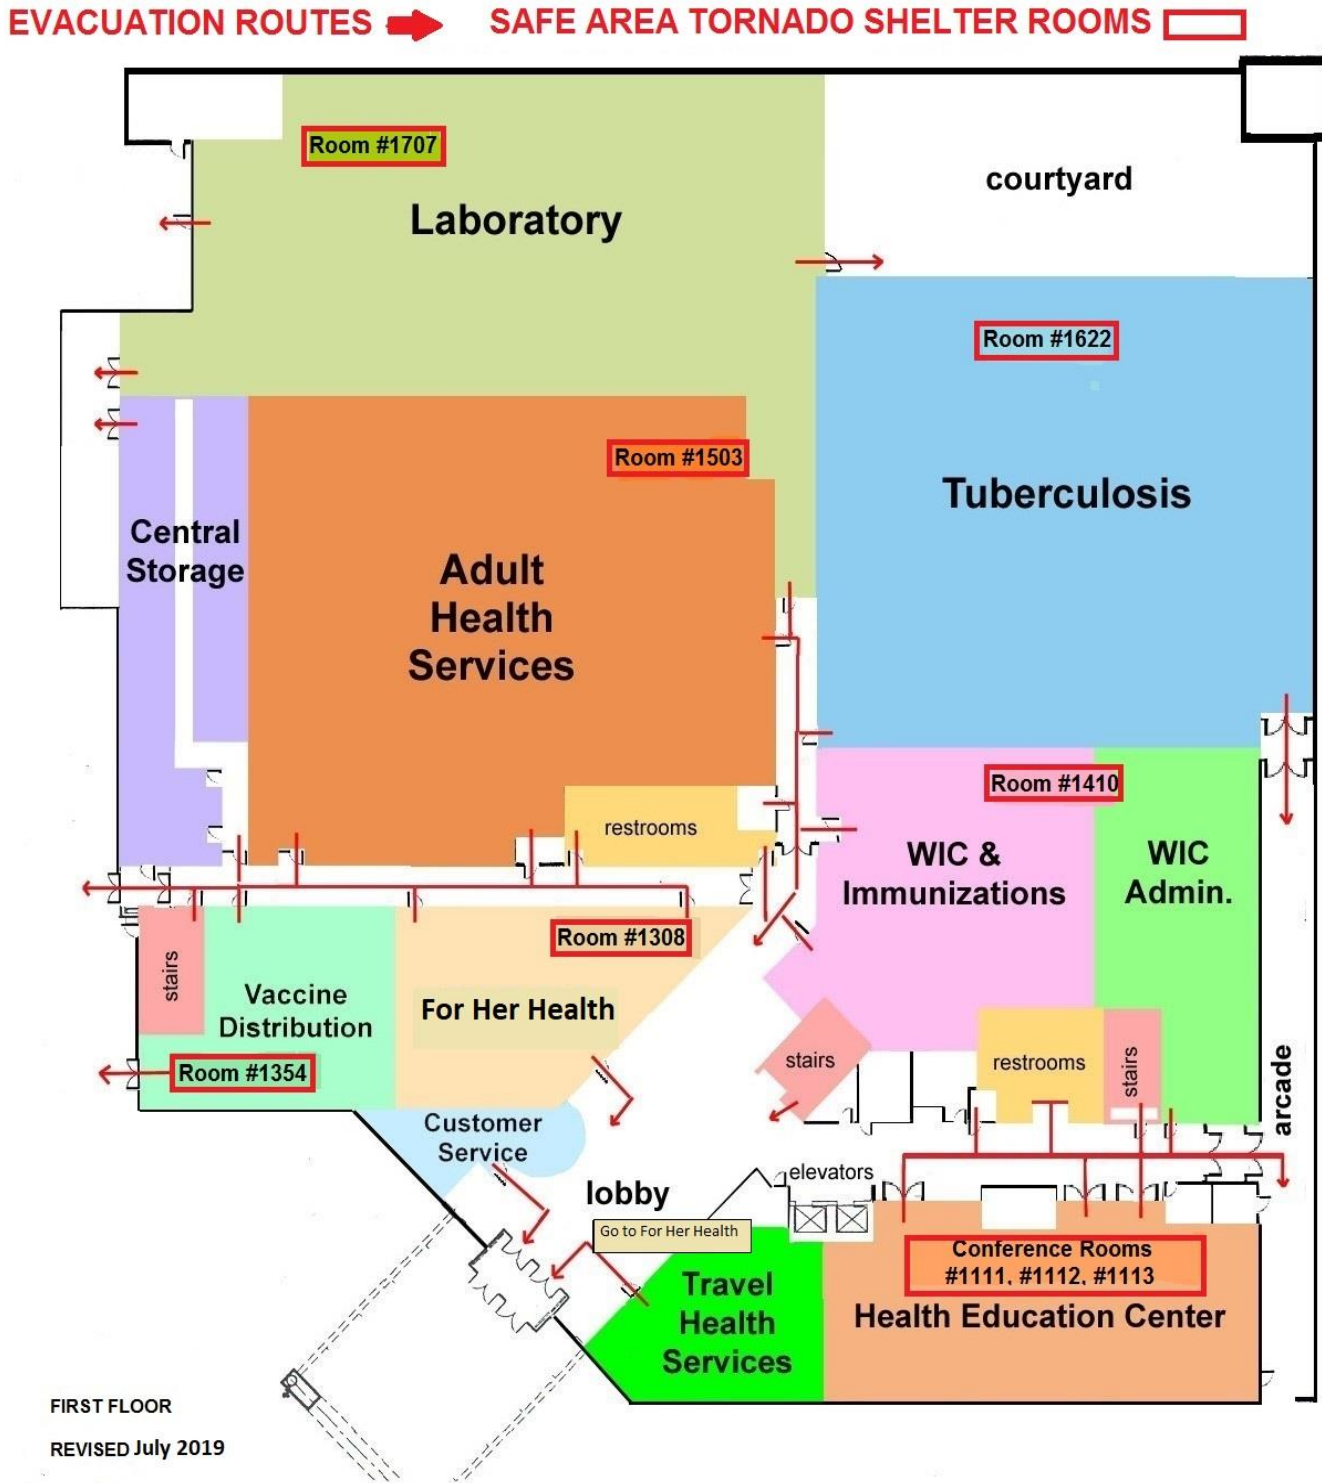 EVACUATION ROUTES
SAFE AREA TORNADO SHELTER ROOMS
Room #1707
Laboratory
courtyard
Room #1622
Tuberculosis
Room #1503
Central
Storage
Adult
Health
Services
restrooms
Room #1410
WIC &
Immunizations
WIC
Admin.
stairs
Vaccine
Distribution
Room #1354
Room #1308
For Her Health
Customer
Service
stairs
restrooms
stairs
arcade
elevators
lobby
Go to For Her Health
Travel
Health
Services
Conference Rooms
#1111, #1112, #1113
Health Education Center
FIRST FLOOR
REVISED July 2019